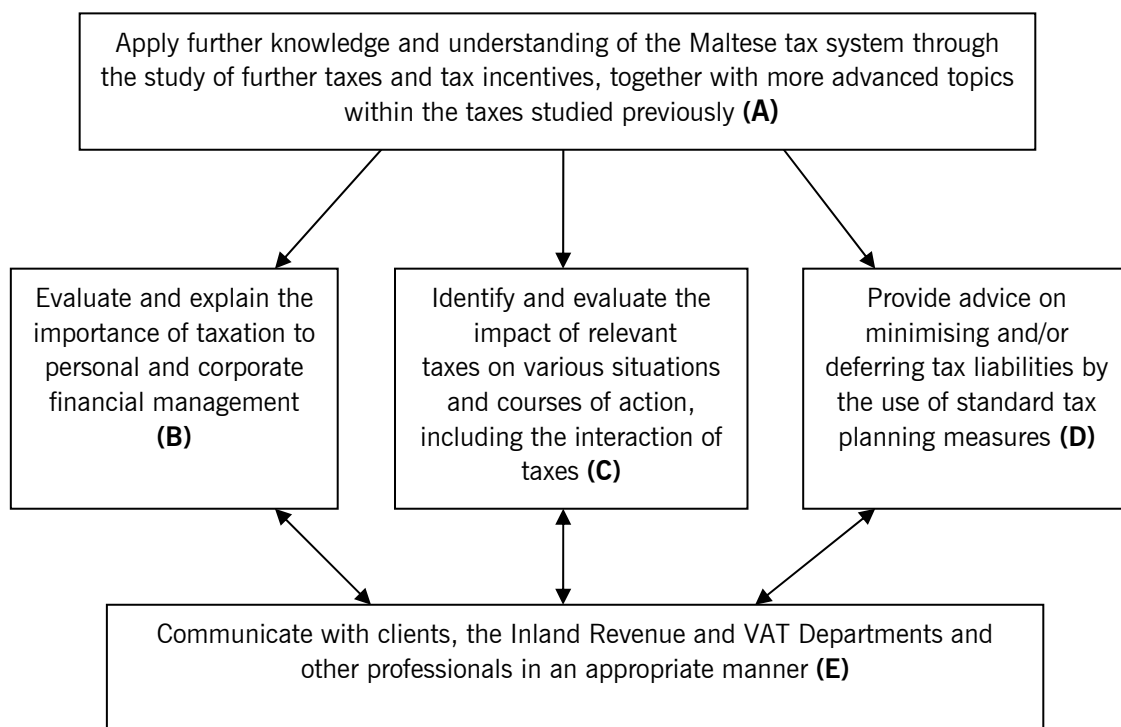 Apply further knowledge and understanding of the Maltese tax system through
the study of further taxes and tax incentives, together with more advanced topics
within the taxes studied previously (A)
Evaluate and explain the
importance of taxation to
personal and corporate
financial management
(B)
Identify and evaluate the
impact of relevant
taxes on various situations
and courses of action,
including the interaction of
taxes (C)
Provide advice on
minimising and/or
deferring tax liabilities by
the use of standard tax
planning measures (D)
Communicate with clients, the Inland Revenue and VAT Departments and
other professionals in an appropriate manner (E)